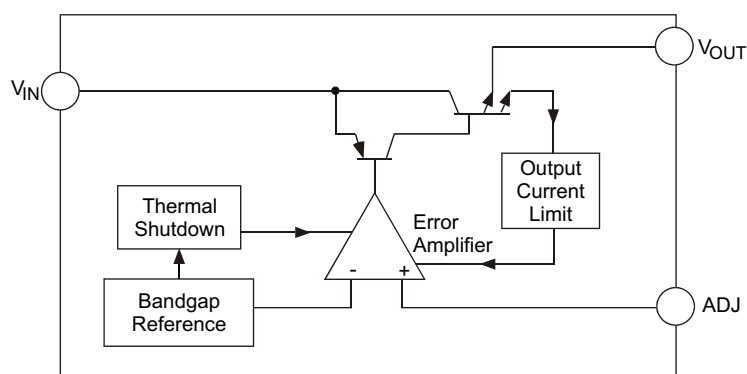 VOUT
VIN
Output
Current
Limit
Thermal
Shutdown
Error
Amplifier
- +
Bandgap
Reference
ADJ